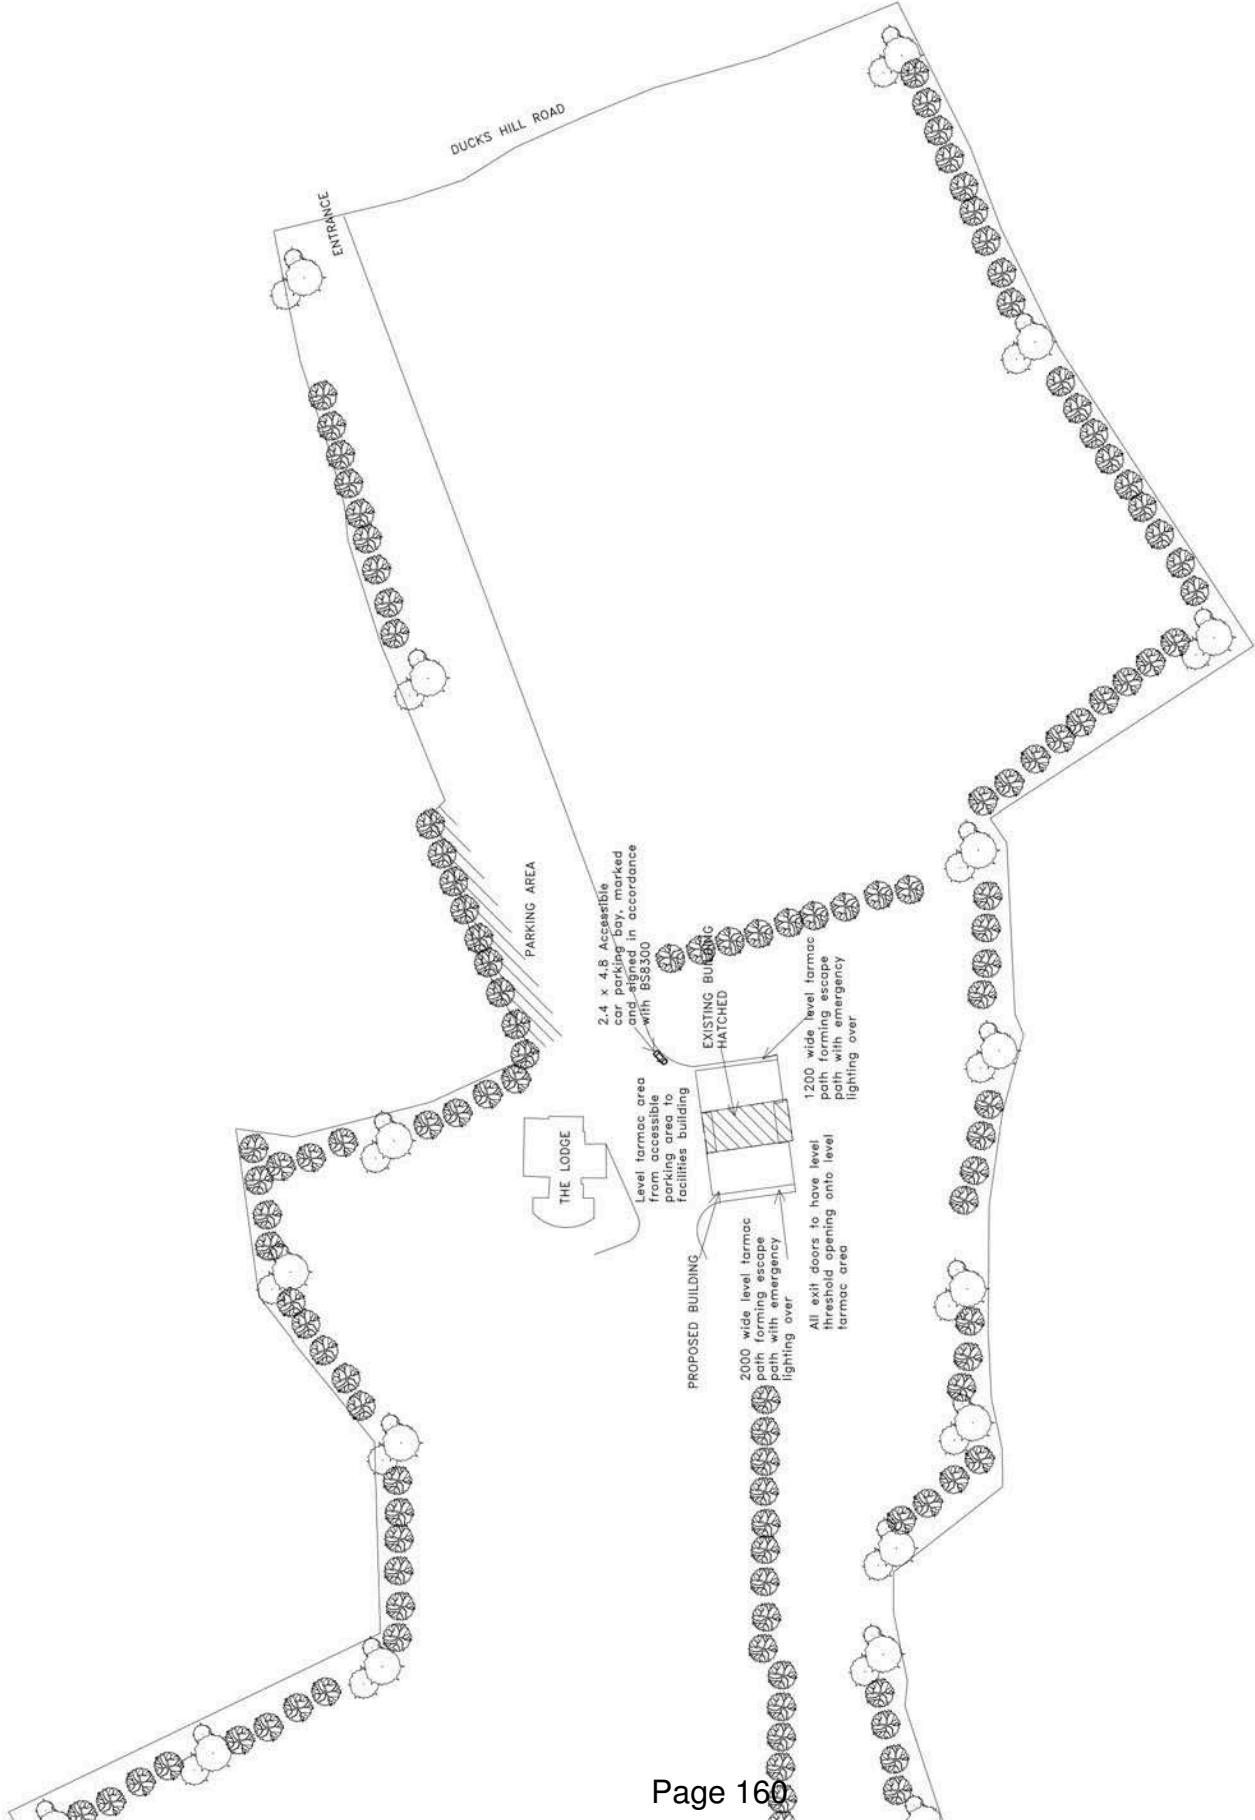 DUCKS HILL ROAD
ENTRANCE
PARKING AREA
2.4 x 4.8 Accessible
car parking bay, marked
and signed in accordance
with BS8300
EXISTING BUILDING
HATCHED
Level tarmac area
from accessible
parking area to
facilities building
THE LODGE
1200 wide level tarmac
path forming escape
path with emergency
lighting over
PROPOSED BUILDING
2000 wide level tarmac
path forming escape
path with emergency
lighting over
All exit doors to have level
threshold opening onto level
tarmac area
Page 160